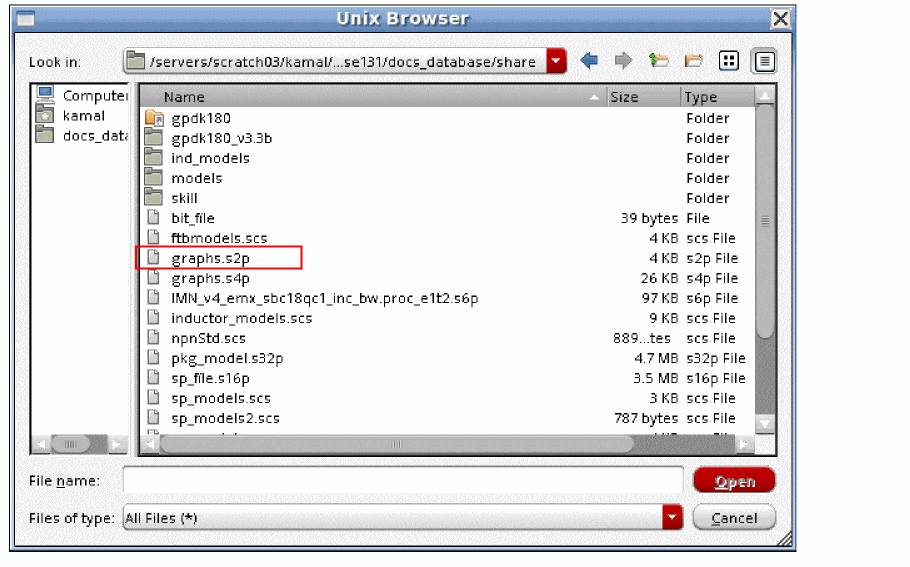 Unix Browser
Look in: /servers/scratch03/kamal/...se131/docs_database/share
Computer
kamal
docs_data
Name Size Type
gpdk180 Folder
gpdk180_v3.3b Folder
ind_models Folder
models Folder
skill Folder
bit_file 39 bytes File
ftbmodels.scs 4 KB scs File
graphs.s2p 4 KB s2p File
graphs.s4p 26 KB s4p File
IMN_v4_emx_sbc18qc1_inc_bw.proc_e1t2.s6p 97 KB s6p File
inductor_models.scs 9 KB scs File
npnStd.scs 889...tes scs File
pkg_model.s32p 4.7 MB s32p File
sp_file.s16p 3.5 MB s16p File
sp_models.scs 3 KB scs File
sp_models2.scs 787 bytes scs File
File name: Open
Files of type: All Files (*) Cancel